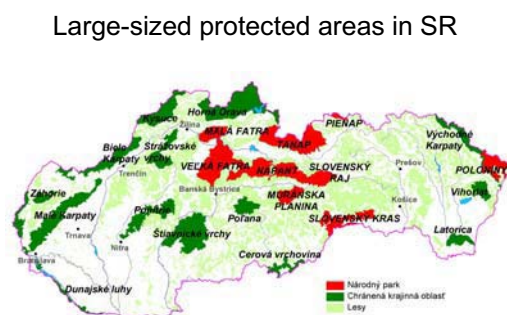 Large-sized protected areas in SR
Kysuce
Horná Orava
Žilina
MALÁ FATRA
TANAP
PIENAP
Biele
Karpaty
Strážovské
vrchy
Trenčín
VEĽKÁ FATRA
NAPANT
SLOVENSKÝ
RAJ
Prešov
Východné
Karpaty
POLONINY
Vihorlat
Banská Bystrica
MURÁNSKA
PLANINA
Košice
Záhorie
Malé Karpaty
Trnava
Ponitrie
Nitra
Štiavnické vrchy
Poľana
SLOVENSKÝ KRAS
Latorica
Cerová vrchovina
Bratislava
Dunajské luhy
Národný park
Chránená krajinná oblasť
Lesy